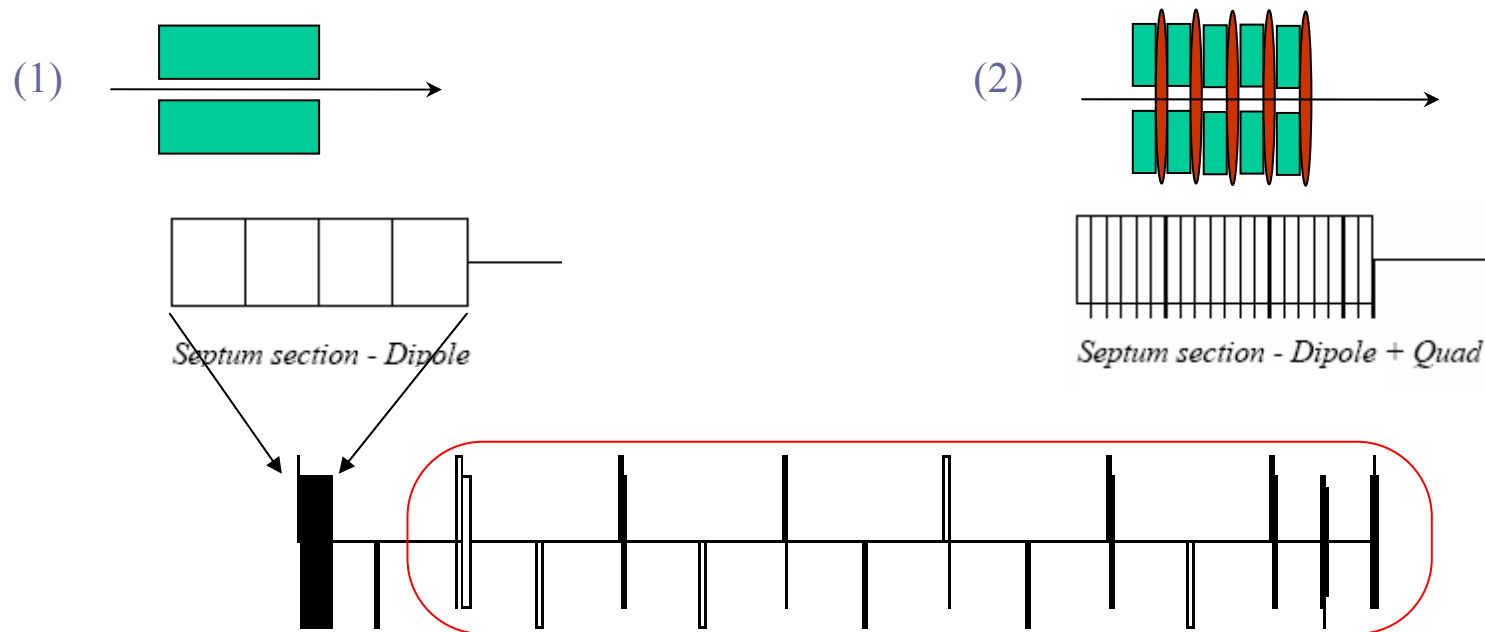 (1)
(2)
Septum section - Dipole
Septum section - Dipole + Quad